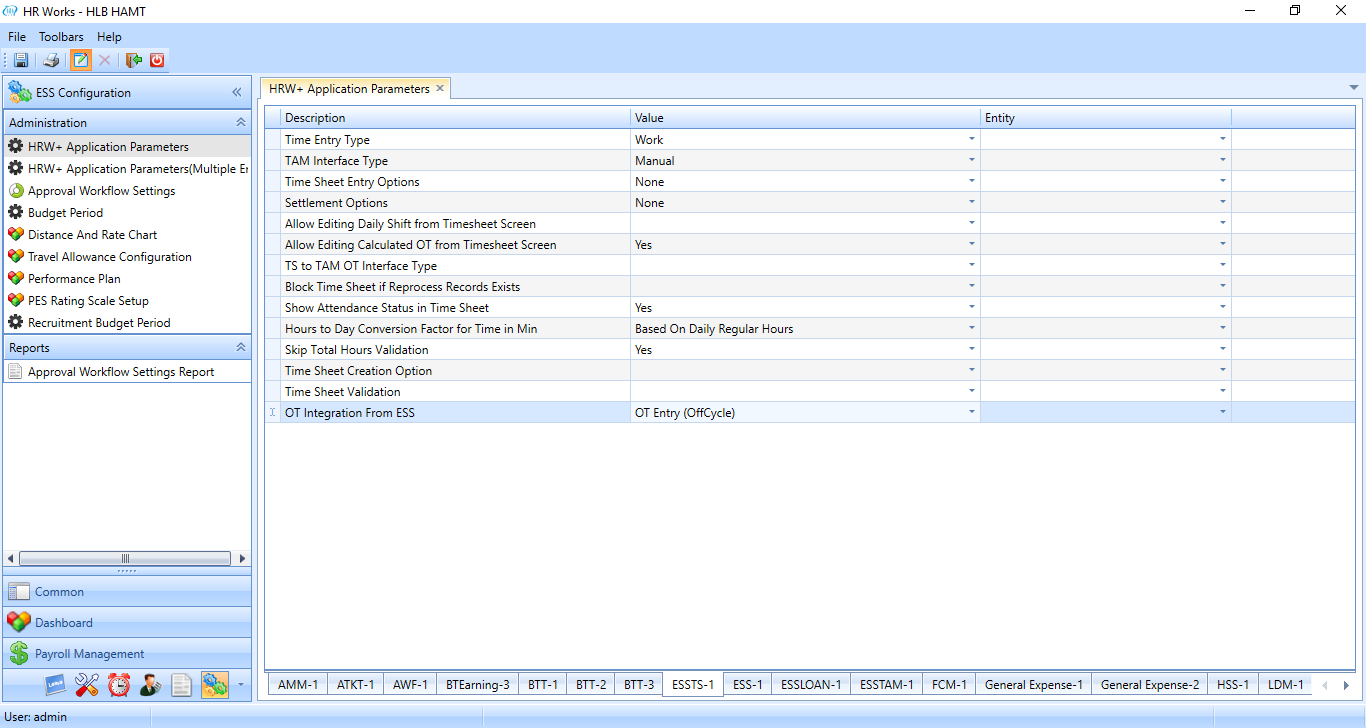 HR Works - HLB HAMT
File Toolbars Help
ESS Configuration
Administration
HRW+ Application Parameters
HRW+ Application Parameters(Multiple Er
Approval Workflow Settings
Budget Period
Distance And Rate Chart
Travel Allowance Configuration
Performance Plan
PES Rating Scale Setup
Recruitment Budget Period
Reports
Approval Workflow Settings Report
Common
Dashboard
Payroll Management
HRW+ Application Parameters
Description Value Entity
Time Entry Type Work
TAM Interface Type Manual
Time Sheet Entry Options None
Settlement Options None
Allow Editing Daily Shift from Timesheet Screen
Allow Editing Calculated OT from Timesheet Screen Yes
TS to TAM OT Interface Type
Block Time Sheet if Reprocess Records Exists
Show Attendance Status in Time Sheet Yes
Hours to Day Conversion Factor for Time in Min Based On Daily Regular Hours
Skip Total Hours Validation Yes
Time Sheet Creation Option
Time Sheet Validation
OT Integration From ESS OT Entry (OffCycle)
AMM-1 ATKT-1 AWF-1 BTEarning-3 BTT-1 BTT-2 BTT-3 ESSTS-1 ESS-1 ESSLOAN-1 ESSTAM-1 FCM-1 General Expense-1 General Expense-2 HSS-1 LDM-1
User: admin